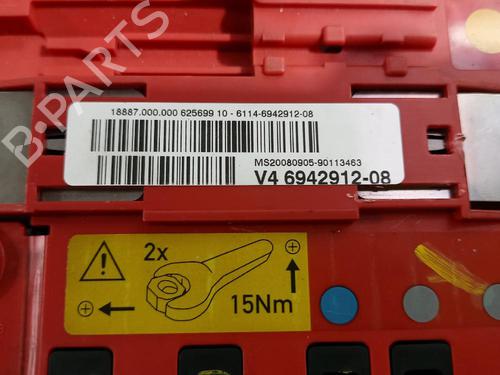 18887.000.000 625699 10 - 6114-6942912-08
MS20080905-90113463
V4 6942912-08
2x
15Nm
B-PARTS